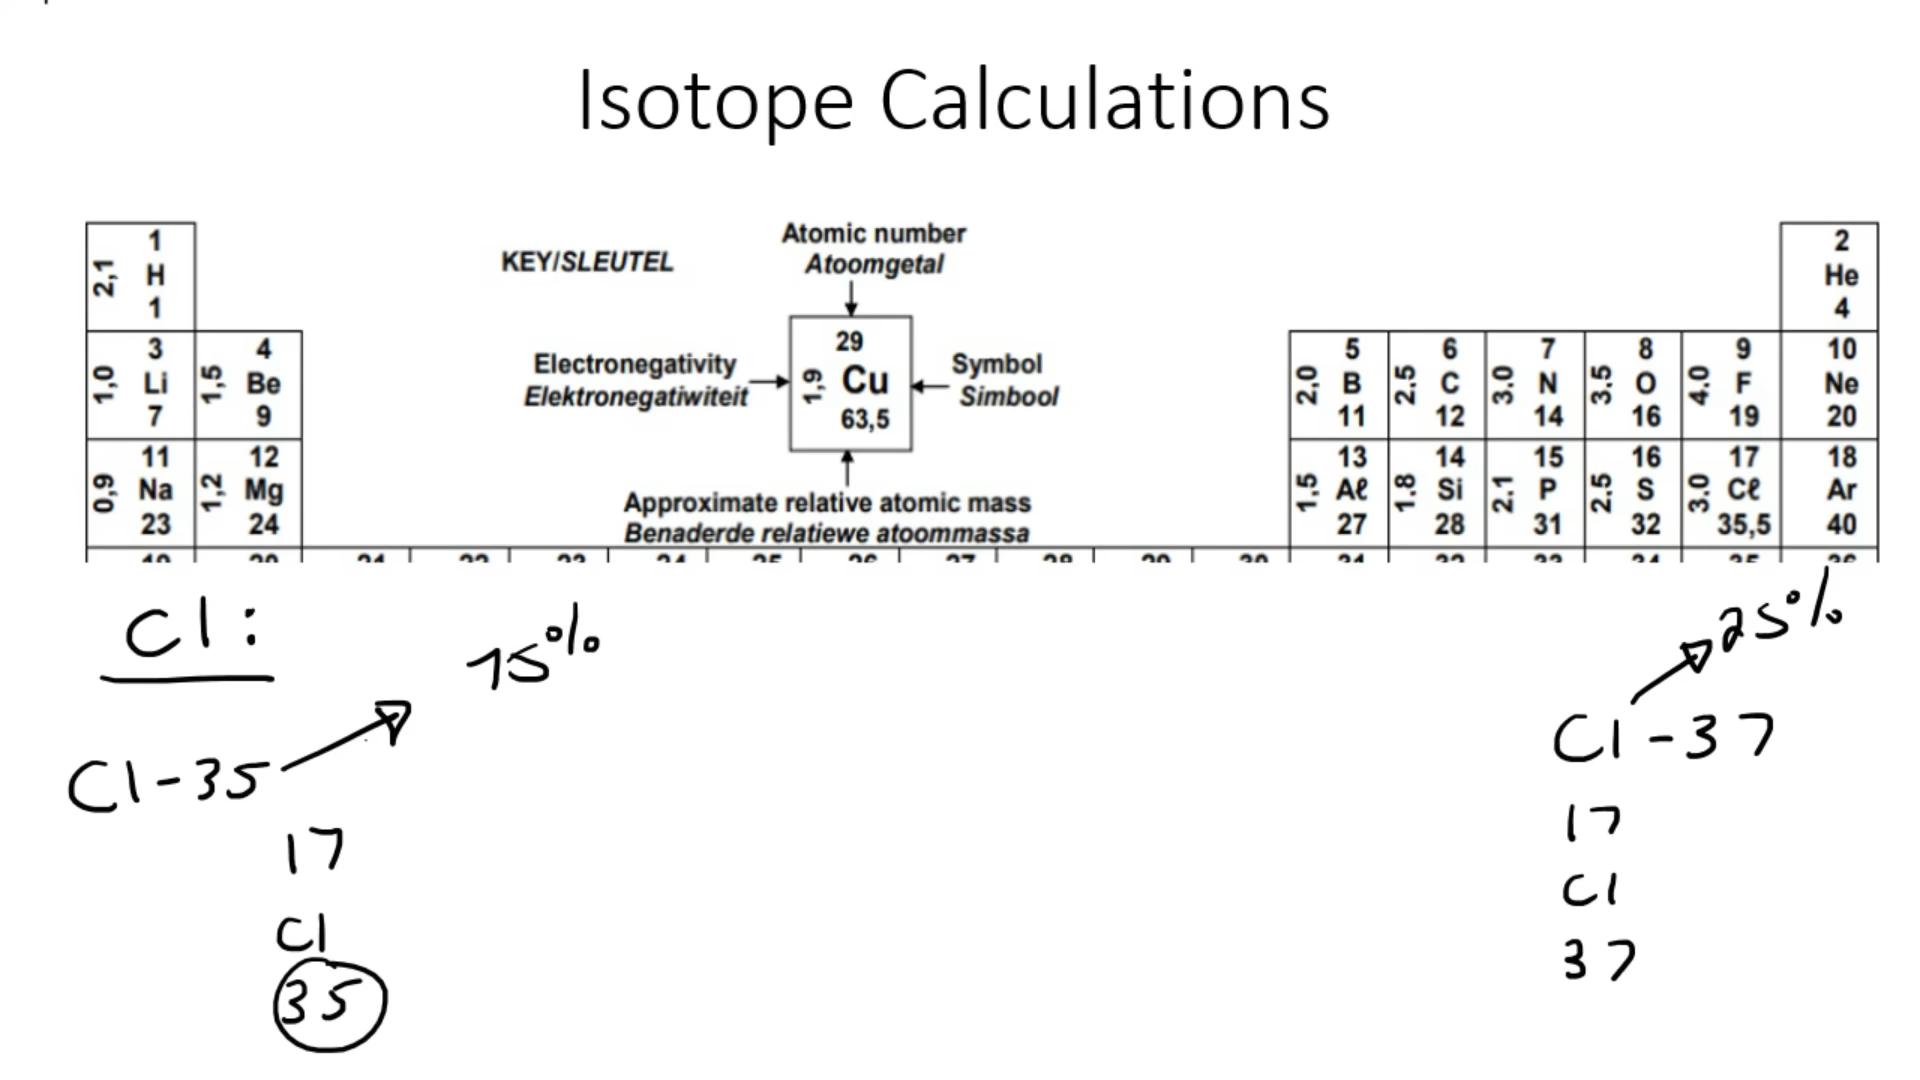 Isotope Calculations
1
H
1
2,1
KEY/SLEUTEL
Atomic number
Atoomgetal
2
He
4
3
Li
7
1,0
4
Be
9
1,5
Electronegativity
Elektronegatiwiteit
29
Cu
63,5
1,9
Symbol
Simbool
5
B
11
2,0
6
C
12
2,5
7
N
14
3,0
8
O
16
3,5
9
F
19
4,0
10
Ne
20
11
Na
23
0,9
12
Mg
24
1,2
Approximate relative atomic mass
Benaderde relatiewe atoommassa
13
Aℓ
27
1,5
14
Si
28
1,8
15
P
31
2,1
16
S
32
2,5
17
Cℓ
35,5
3,0
18
Ar
40
Cl:
75%
25%
Cl-35
Cl-37
17
Cl
35
17
Cl
37